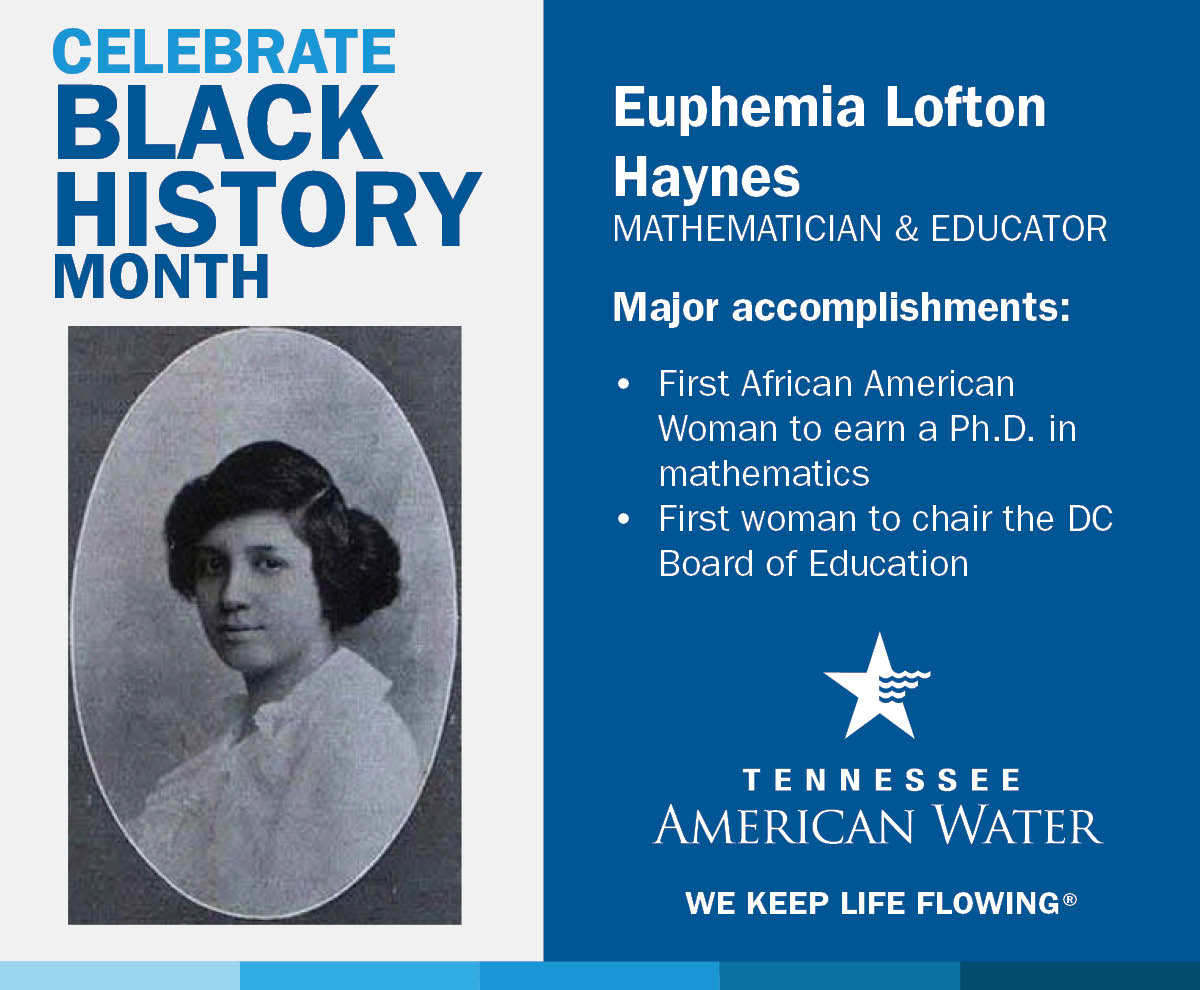 CELEBRATE
BLACK
HISTORY
MONTH
Euphemia Lofton
Haynes
MATHEMATICIAN & EDUCATOR
Major accomplishments:
• First African American
Woman to earn a Ph.D. in
mathematics
• First woman to chair the DC
Board of Education
TENNESSEE
AMERICAN WATER
WE KEEP LIFE FLOWING®